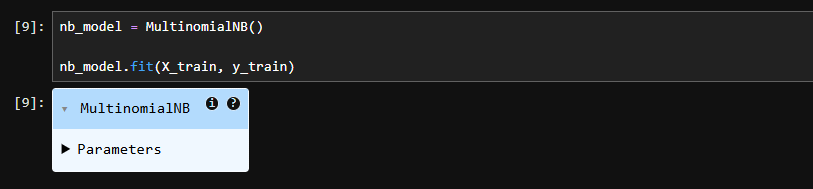 [9]: nb_model = MultinomialNB()
nb_model.fit(X_train, y_train)
[9]: ▾ MultinomialNB i ?
▶ Parameters